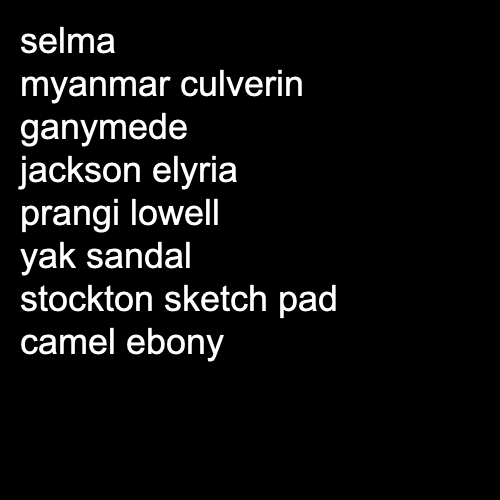 selma
myanmar culverin
ganymede
jackson elyria
prangi lowell
yak sandal
stockton sketch pad
camel ebony